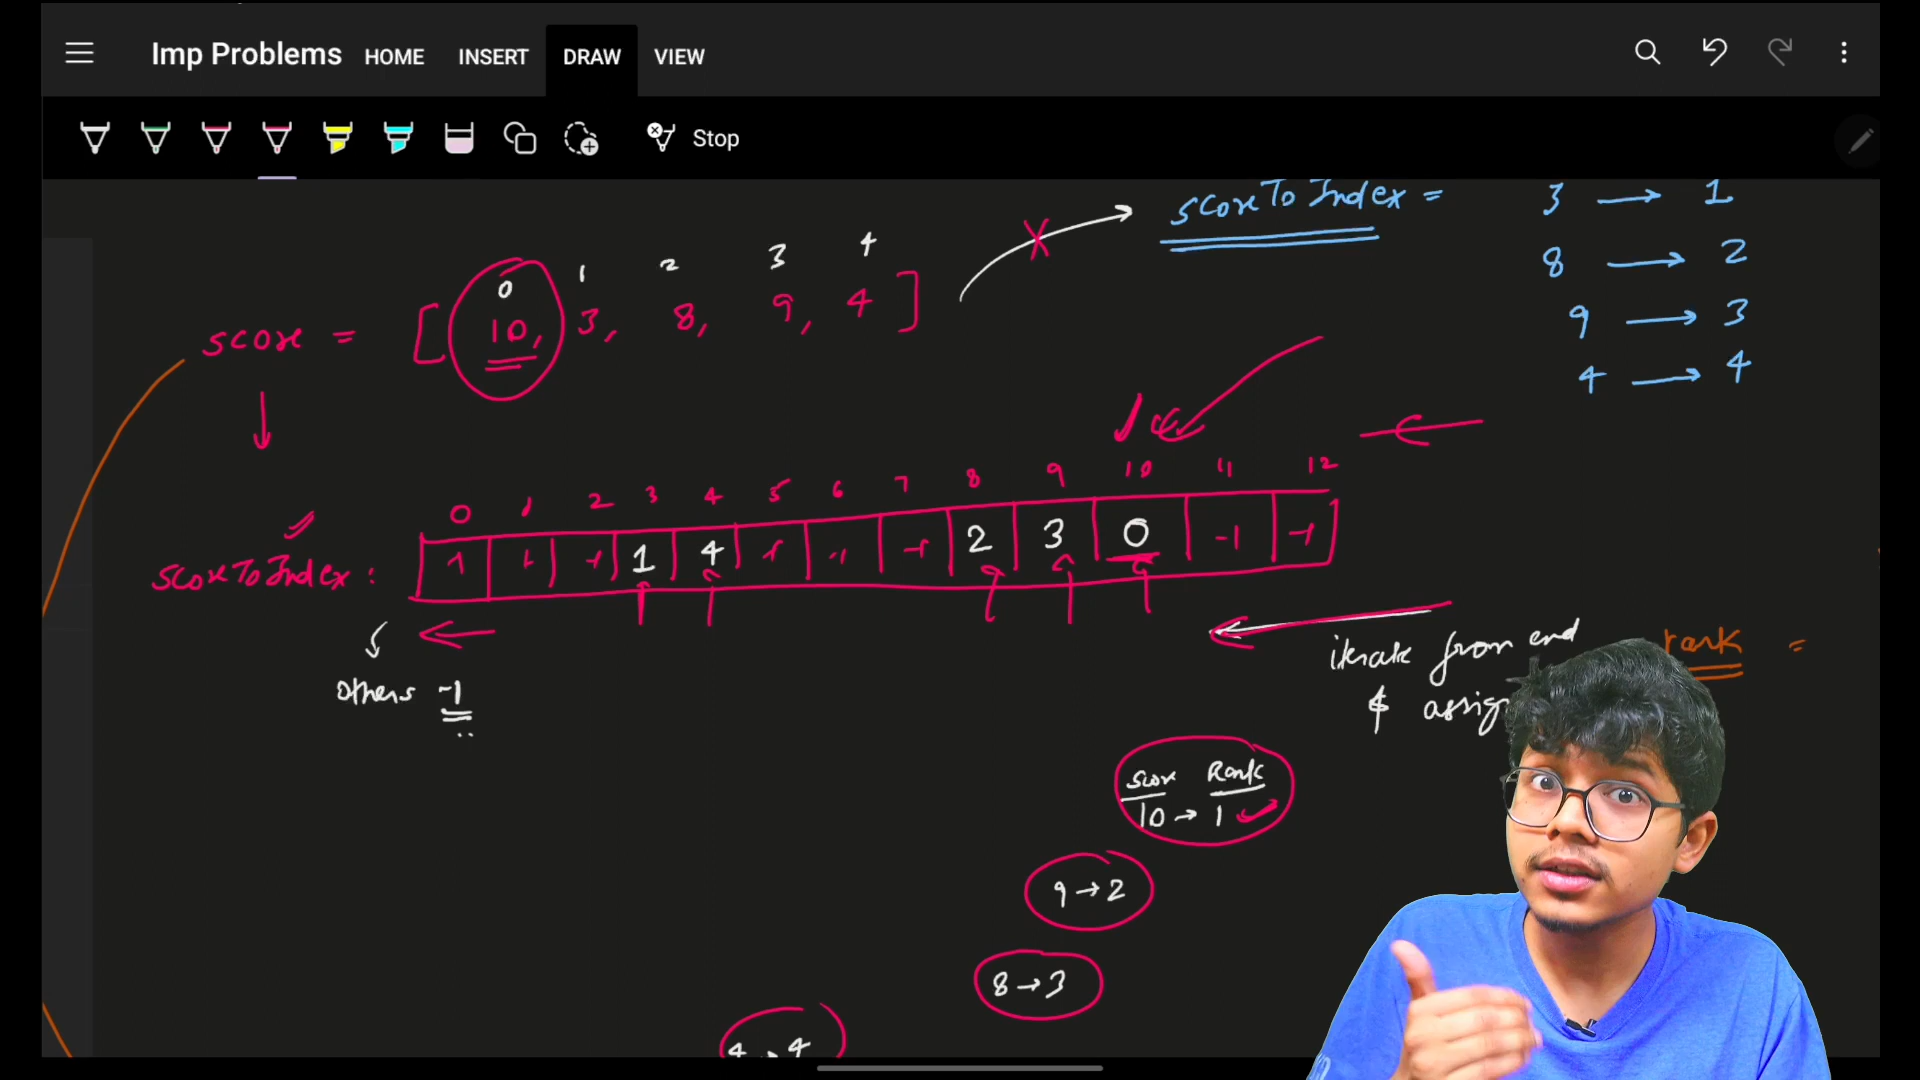 Imp Problems HOME INSERT DRAW VIEW
Stop
scoreToIndex = 3 → 1
8 → 2
9 → 3
4 → 4
0 1 2 3 4
score = [ 10, 3, 8, 9, 4 ]
X
0 1 2 3 4 5 6 7 8 9 10 11 12
scoreToIndex : -1 -1 -1 1 4 -1 -1 -1 2 3 0 -1 -1
others -1
iterate from end
& assig
rank =
Score Rank
10 → 1
9 → 2
8 → 3
4 → 4